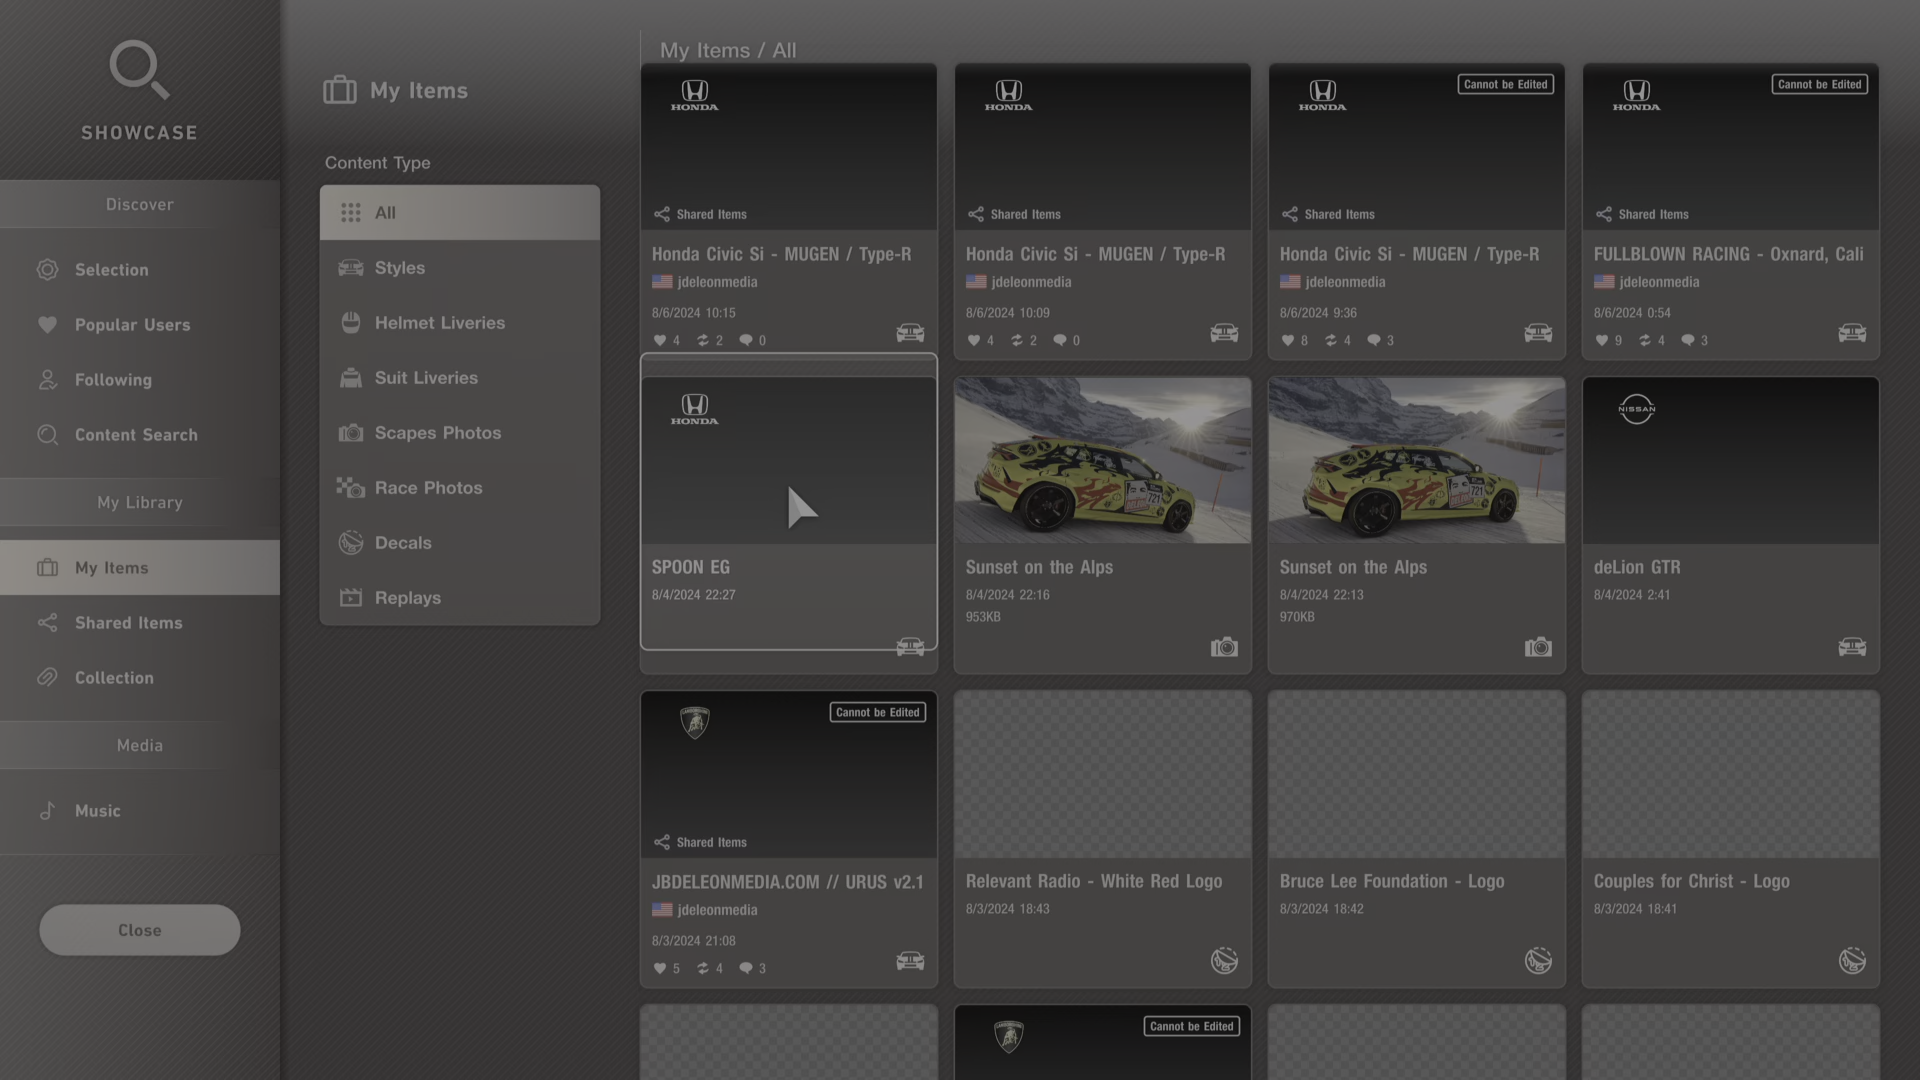 SHOWCASE
Discover
Selection
Popular Users
Following
Content Search
My Library
My Items
Shared Items
Collection
Media
Music
Close
My Items
Content Type
All
Styles
Helmet Liveries
Suit Liveries
Scapes Photos
Race Photos
Decals
Replays
My Items / All
HONDA
Shared Items
Honda Civic Si - MUGEN / Type-R
jdeleonmedia
8/6/2024 10:15
4 2 0
HONDA
Shared Items
Honda Civic Si - MUGEN / Type-R
jdeleonmedia
8/6/2024 10:09
4 2 0
HONDA
Cannot be Edited
Shared Items
Honda Civic Si - MUGEN / Type-R
jdeleonmedia
8/6/2024 9:36
8 4 3
HONDA
Cannot be Edited
Shared Items
FULLBLOWN RACING - Oxnard, Cali
jdeleonmedia
8/6/2024 0:54
9 4 3
HONDA
SPOON EG
8/4/2024 22:27
721
Sunset on the Alps
8/4/2024 22:16
953KB
721
Sunset on the Alps
8/4/2024 22:13
970KB
NISSAN
deLion GTR
8/4/2024 2:41
Cannot be Edited
Shared Items
JBDELEONMEDIA.COM // URUS v2.1
jdeleonmedia
8/3/2024 21:08
5 4 3
Relevant Radio - White Red Logo
8/3/2024 18:43
Bruce Lee Foundation - Logo
8/3/2024 18:42
Couples for Christ - Logo
8/3/2024 18:41
Cannot be Edited